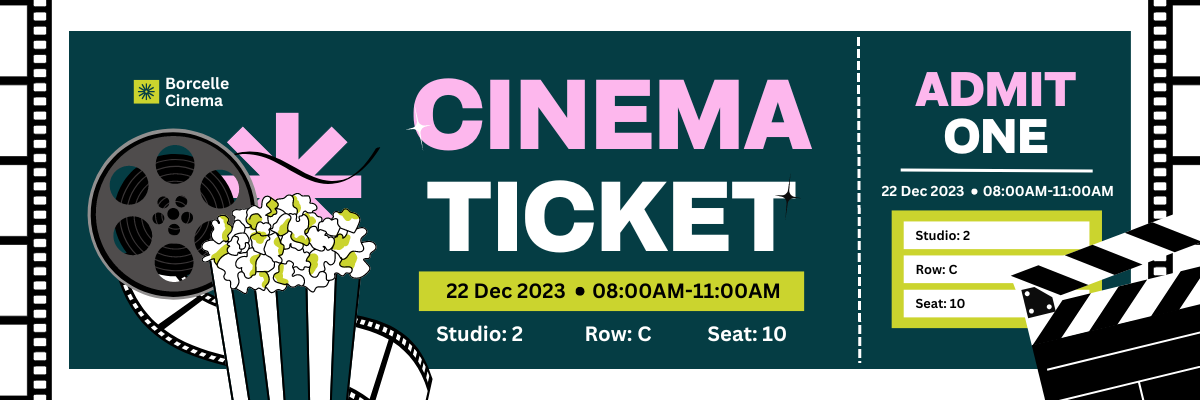 Borcelle
Cinema
CINEMA
TICKET
22 Dec 2023 • 08:00AM-11:00AM
Studio: 2 Row: C Seat: 10
ADMIT
ONE
22 Dec 2023 • 08:00AM-11:00AM
Studio: 2
Row: C
Seat: 10